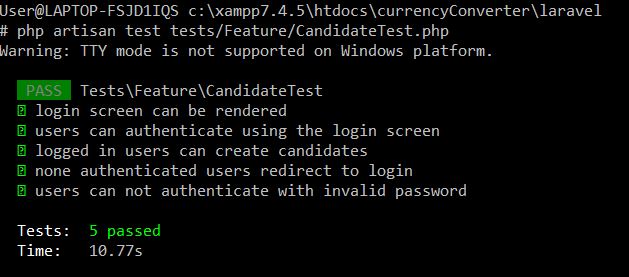 User@LAPTOP-FSJD1IQS c:\xampp7.4.5\htdocs\currencyConverter\laravel
# php artisan test tests/Feature/CandidateTest.php
Warning: TTY mode is not supported on Windows platform.
PASS Tests\Feature\CandidateTest
login screen can be rendered
users can authenticate using the login screen
logged in users can create candidates
none authenticated users redirect to login
users can not authenticate with invalid password
Tests: 5 passed
Time: 10.77s